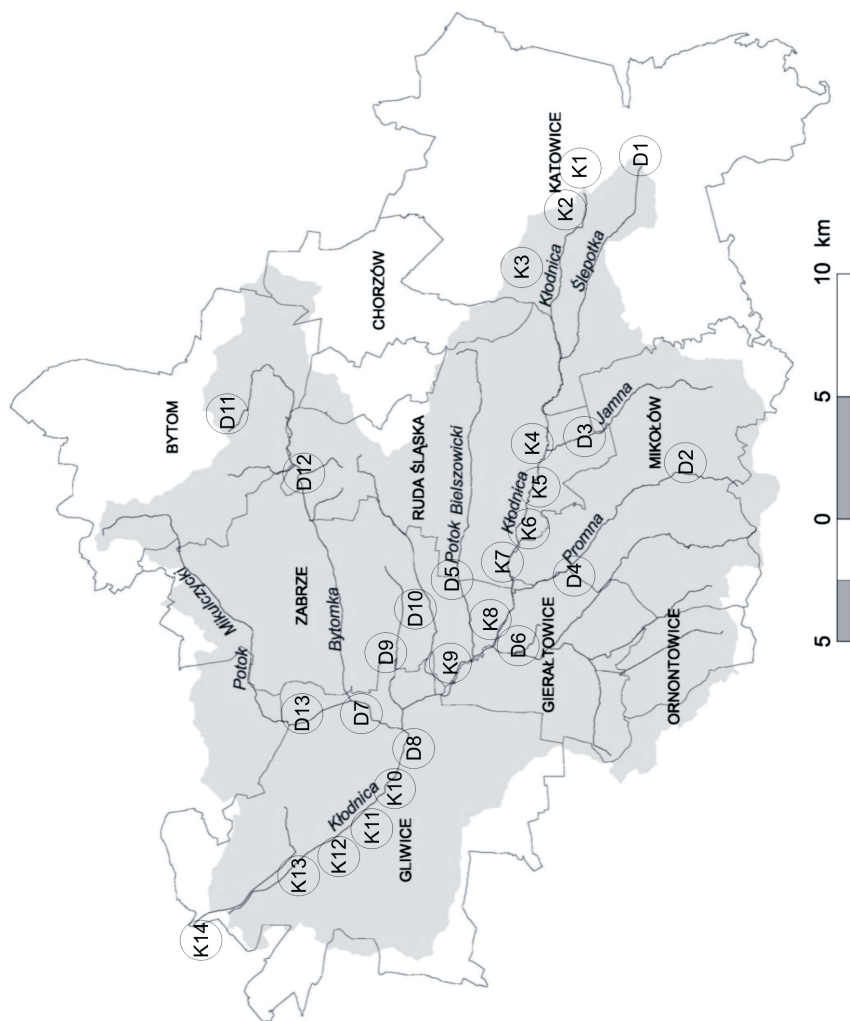 BYTOM
D11
CHORZÓW
D12
Mikulczycki
Potok
ZABRZE
Bytomka
RUDA ŚLĄSKA
D10
D9
D13
D7
D8
Potok Bielszowicki
D5
KATOWICE
K1
K2
K3
D1
Kłodnica
Ślepotka
K4
D3
Jamna
MIKOŁÓW
D2
Kłodnica
K5
K6
K7
Promna
D4
K8
K9
D6
GIERAŁTOWICE
ORNONTOWICE
K10
Kłodnica
K11
K12
K13
GLIWICE
K14
5 0 5 10 km